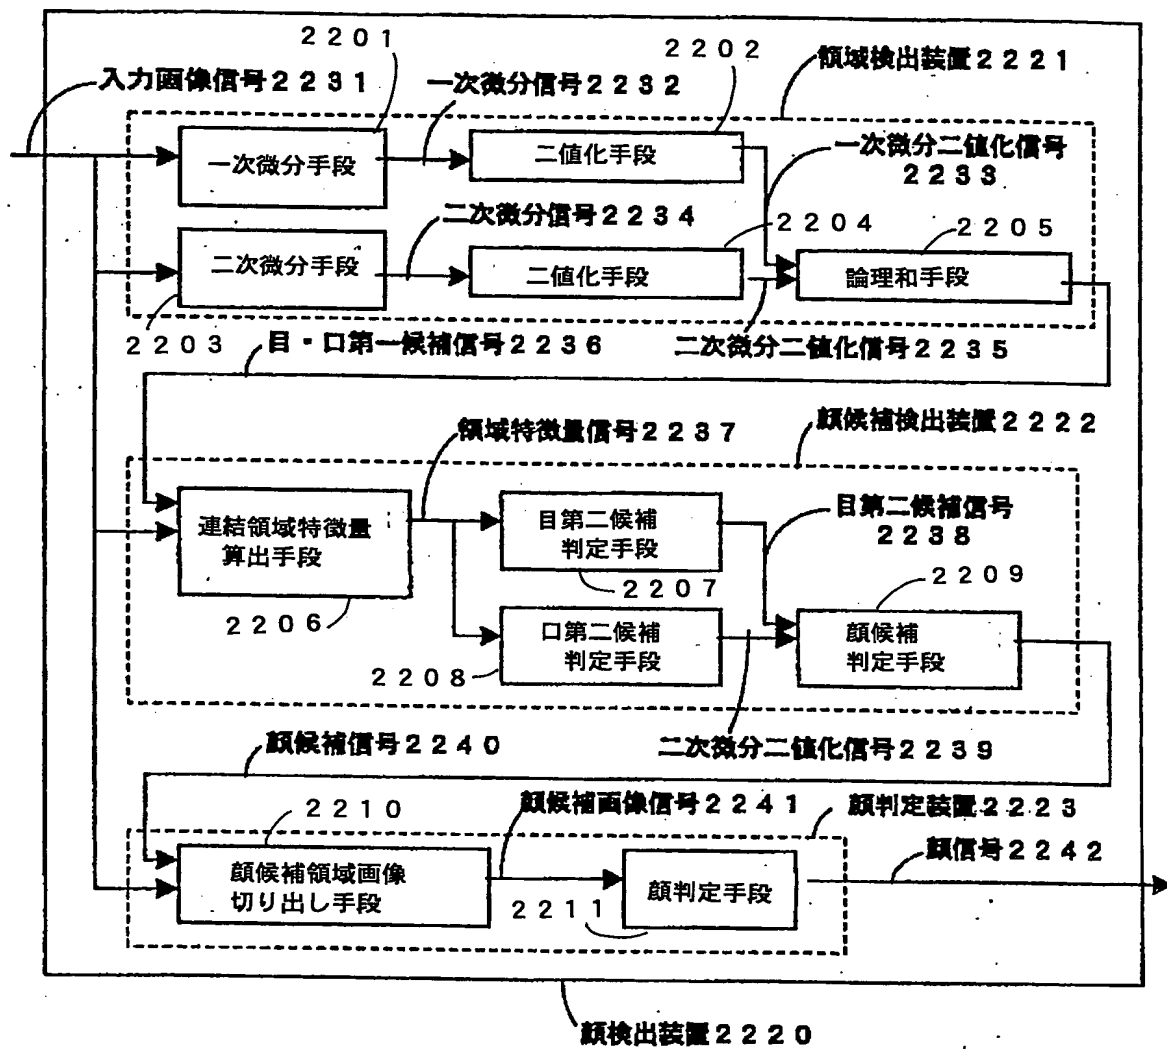 2201
2202
領域検出装置2221
入力画像信号2231
一次微分信号2232
一次微分手段
二値化手段
一次微分二値化信号
2233
二次微分信号2234
2204
2205
二次微分手段
二値化手段
論理和手段
2203
目・口第一候補信号2236
二次微分二値化信号2235
領域特徴量信号2237
顔候補検出装置2222
連結領域特徴量
算出手段
目第二候補
判定手段
目第二候補信号
2238
2207
2209
2206
口第二候補
判定手段
顔候補
判定手段
2208
顔候補信号2240
二次微分二値化信号2239
2210
顔候補画像信号2241
顔判定装置2223
顔信号2242
顔候補領域画像
切り出し手段
顔判定手段
2211
顔検出装置2220